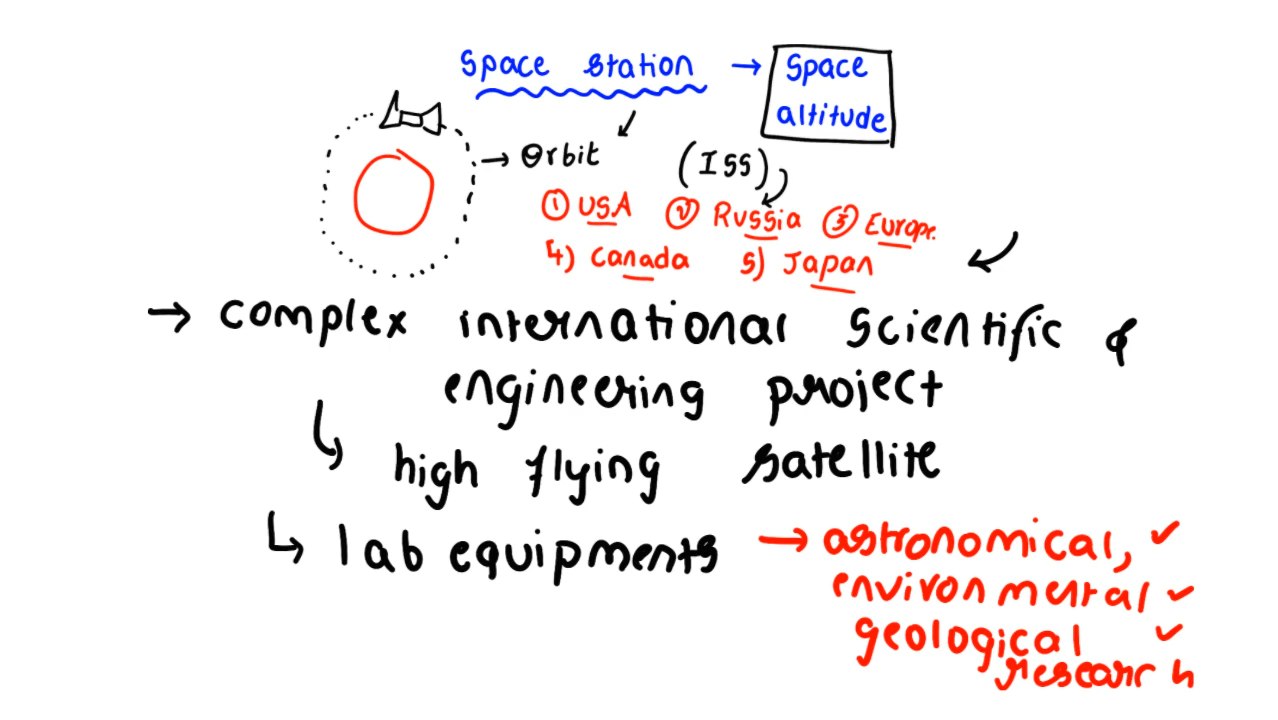 Space station → Space altitude
→ Orbit (ISS)
① USA ② Russia ③ Europe.
4) Canada 5) Japan
→ complex international scientific &
engineering project
↳ high flying satellite
↳ lab equipments → astronomical, ✓
environmental ✓
geological ✓
research